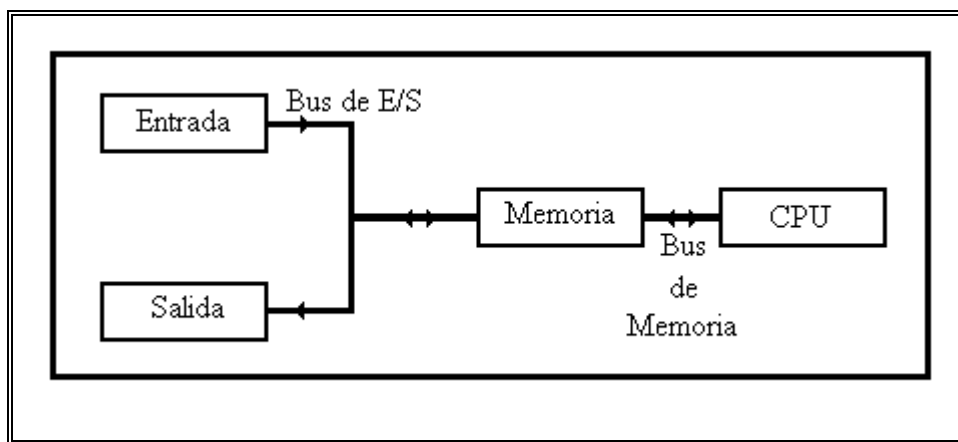 Bus de E/S
Entrada
Memoria
CPU
Bus
de
Memoria
Salida